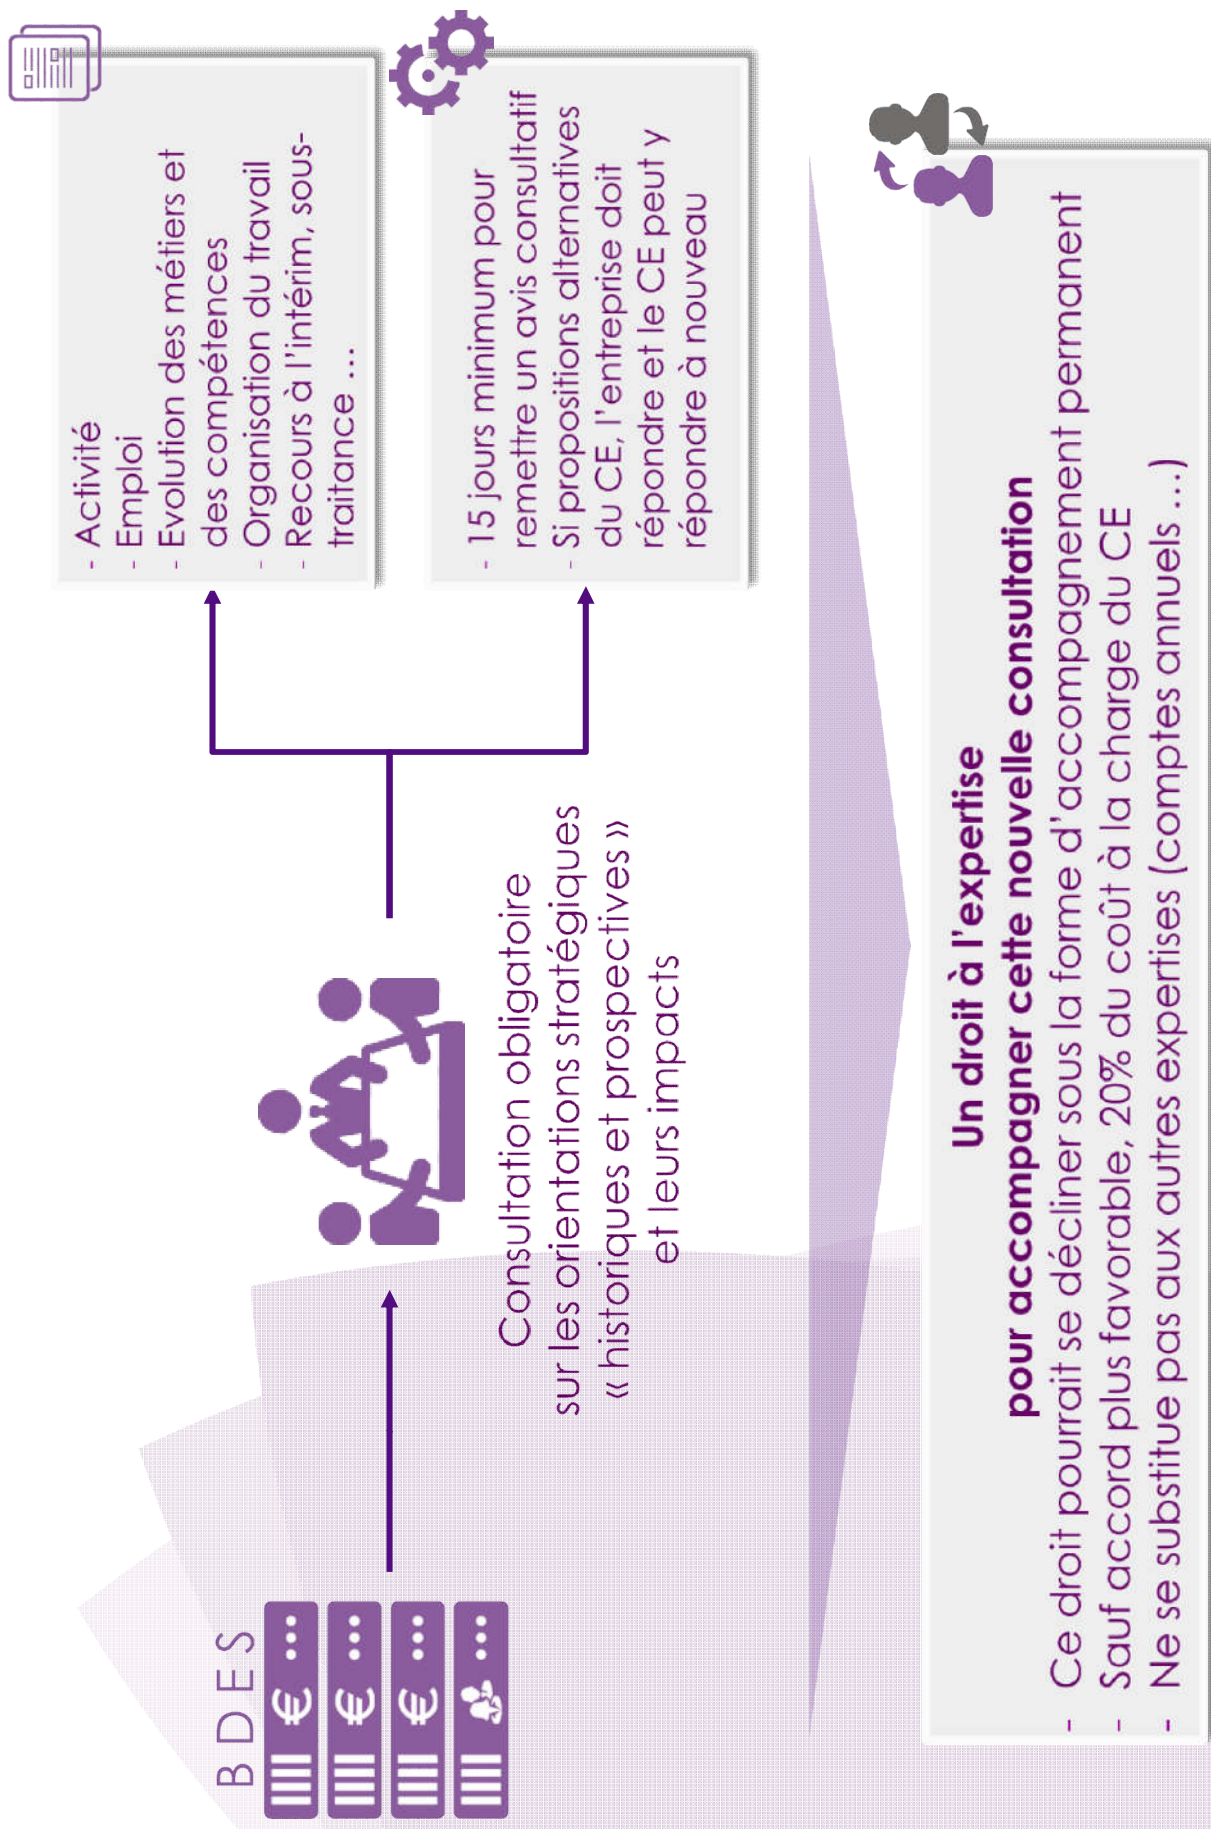 B D E S
Consultation obligatoire
sur les orientations stratégiques
« historiques et prospectives »
et leurs impacts
- Activité
- Emploi
- Evolution des métiers et
des compétences
- Organisation du travail
- Recours à l'intérim, sous-
traitance ...
- 15 jours minimum pour
remettre un avis consultatif
- Si propositions alternatives
du CE, l'entreprise doit
répondre et le CE peut y
répondre à nouveau
Un droit à l'expertise
pour accompagner cette nouvelle consultation
- Ce droit pourrait se décliner sous la forme d'accompagnement permanent
- Sauf accord plus favorable, 20% du coût à la charge du CE
- Ne se substitue pas aux autres expertises (comptes annuels ...)